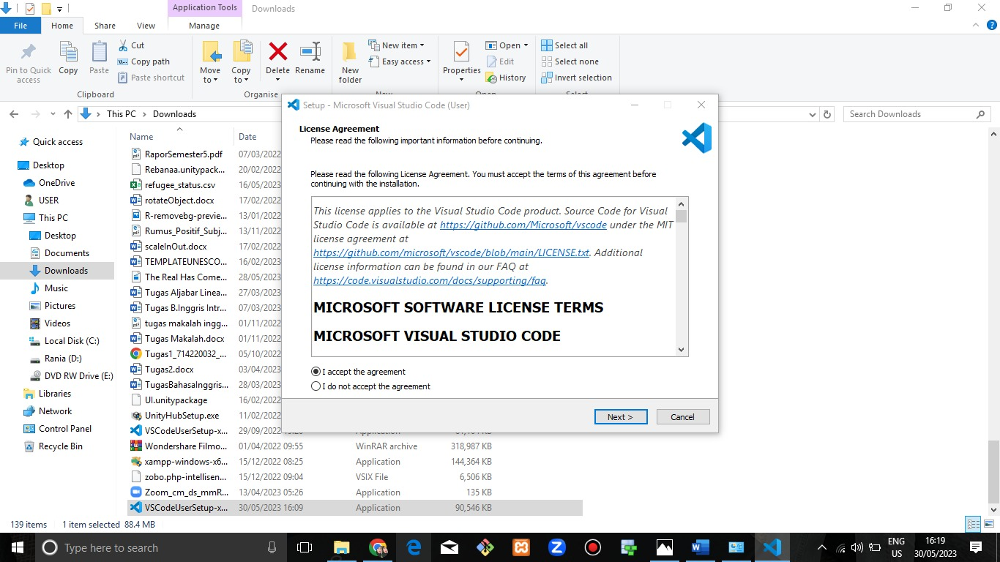 Application Tools
Downloads
File
Home
Share
View
Manage
Pin to Quick access
Copy
Paste
Cut
Copy path
Paste shortcut
Clipboard
Move to
Copy to
Delete
Rename
Organise
New folder
New item
Easy access
New
Properties
Open
Edit
History
Open
Select all
Select none
Invert selection
Select
This PC > Downloads
Search Downloads
Quick access
Desktop
OneDrive
USER
This PC
Desktop
Documents
Downloads
Music
Pictures
Videos
Local Disk (C:)
Rania (D:)
DVD RW Drive (E:)
Libraries
Network
Control Panel
Recycle Bin
Name Date
RaporSemester5.pdf 07/03/2022
Rebanaa.unitypack... 20/02/2022
refugee_status.csv 16/05/2023
rotateObject.docx 17/02/2022
R-removebg-previe... 13/01/2022
Rumus_Positif_Subj... 13/11/2022
scaleInOut.docx 17/02/2022
TEMPLATEUNESCO... 16/02/2023
The Real Has Come... 28/05/2023
Tugas Aljabar Linea... 27/03/2023
Tugas B.Inggris Intr... 07/03/2023
tugas makalah ingg... 01/11/2022
Tugas Makalah.docx 01/11/2022
Tugas1_714220032_... 05/10/2022
Tugas2.docx 03/04/2023
TugasBahasaInggris... 28/03/2023
UI.unitypackage 16/02/2022
UnityHubSetup.exe 11/02/2022
VSCodeUserSetup-x... 29/09/2022 Application
Wondershare Filmo... 01/04/2022 09:55 WinRAR archive 318,987 KB
xampp-windows-x6... 15/12/2022 08:25 Application 144,364 KB
zobo.php-intellisen... 15/12/2022 09:04 VSIX File 6,506 KB
Zoom_cm_ds_mmR... 13/04/2023 05:26 Application 135 KB
VSCodeUserSetup-x... 30/05/2023 16:09 Application 90,546 KB
139 items 1 item selected 88.4 MB
Setup - Microsoft Visual Studio Code (User)
License Agreement
Please read the following important information before continuing.
Please read the following License Agreement. You must accept the terms of this agreement before
continuing with the installation.
This license applies to the Visual Studio Code product. Source Code for Visual
Studio Code is available at https://github.com/Microsoft/vscode under the MIT
license agreement at
https://github.com/microsoft/vscode/blob/main/LICENSE.txt. Additional
license information can be found in our FAQ at
https://code.visualstudio.com/docs/supporting/faq.
MICROSOFT SOFTWARE LICENSE TERMS
MICROSOFT VISUAL STUDIO CODE
I accept the agreement
I do not accept the agreement
Next >
Cancel
Type here to search
ENG
US
16:19
30/05/2023